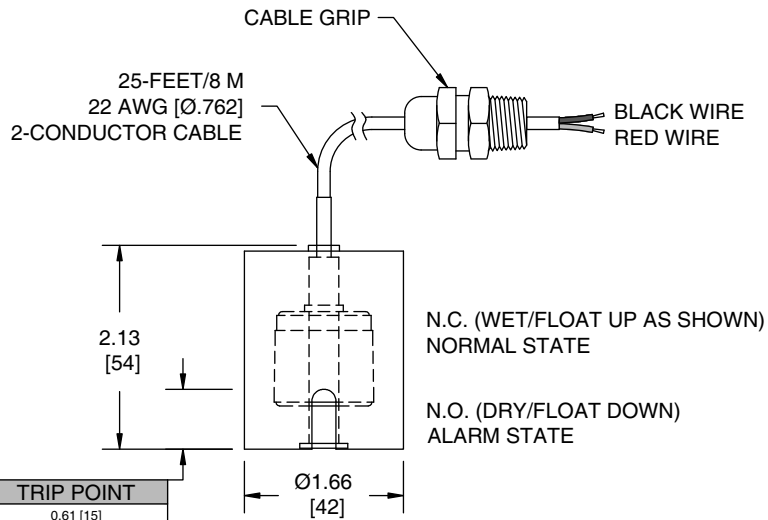 CABLE GRIP
25-FEET/8 M
22 AWG [Ø.762]
2-CONDUCTOR CABLE
BLACK WIRE
RED WIRE
2.13
[54]
N.C. (WET/FLOAT UP AS SHOWN)
NORMAL STATE
N.O. (DRY/FLOAT DOWN)
ALARM STATE
TRIP POINT
0.61 [15]
Ø1.66
[42]